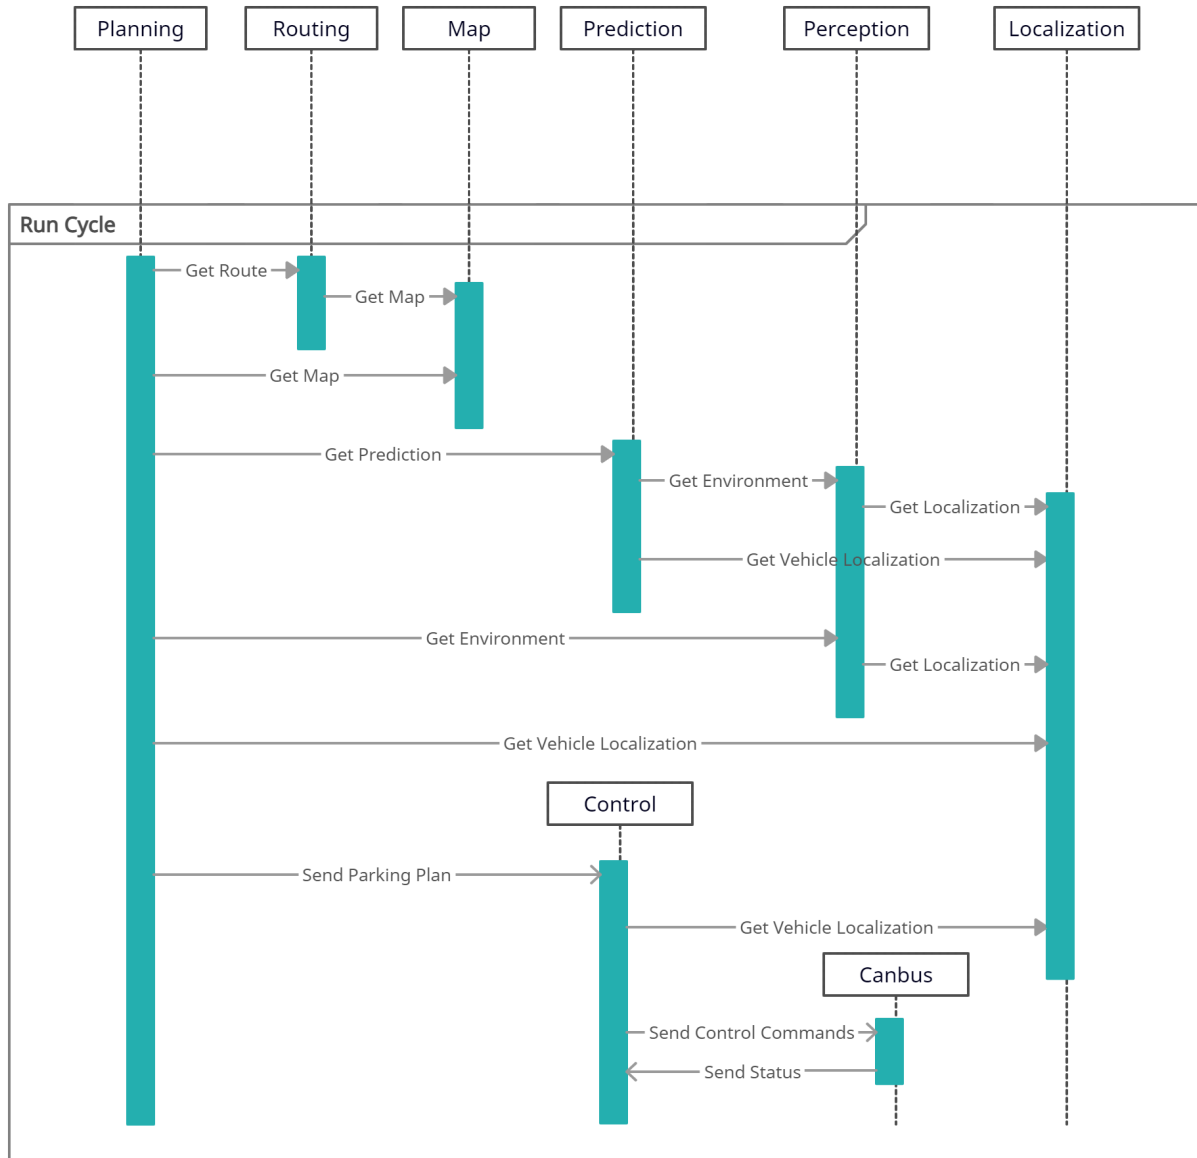 Planning
Routing
Map
Prediction
Perception
Localization
Run Cycle
Get Route
Get Map
Get Map
Get Prediction
Get Environment
Get Localization
Get Vehicle Localization
Get Environment
Get Localization
Get Vehicle Localization
Control
Send Parking Plan
Get Vehicle Localization
Canbus
Send Control Commands
Send Status